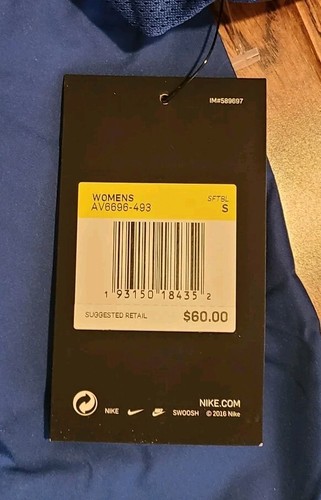 IM#589697
WOMENS
SFTBL
AV6696-493
S
1 93150 18435 2
SUGGESTED RETAIL $60.00
NIKE.COM
NIKE SWOOSH © 2016 Nike